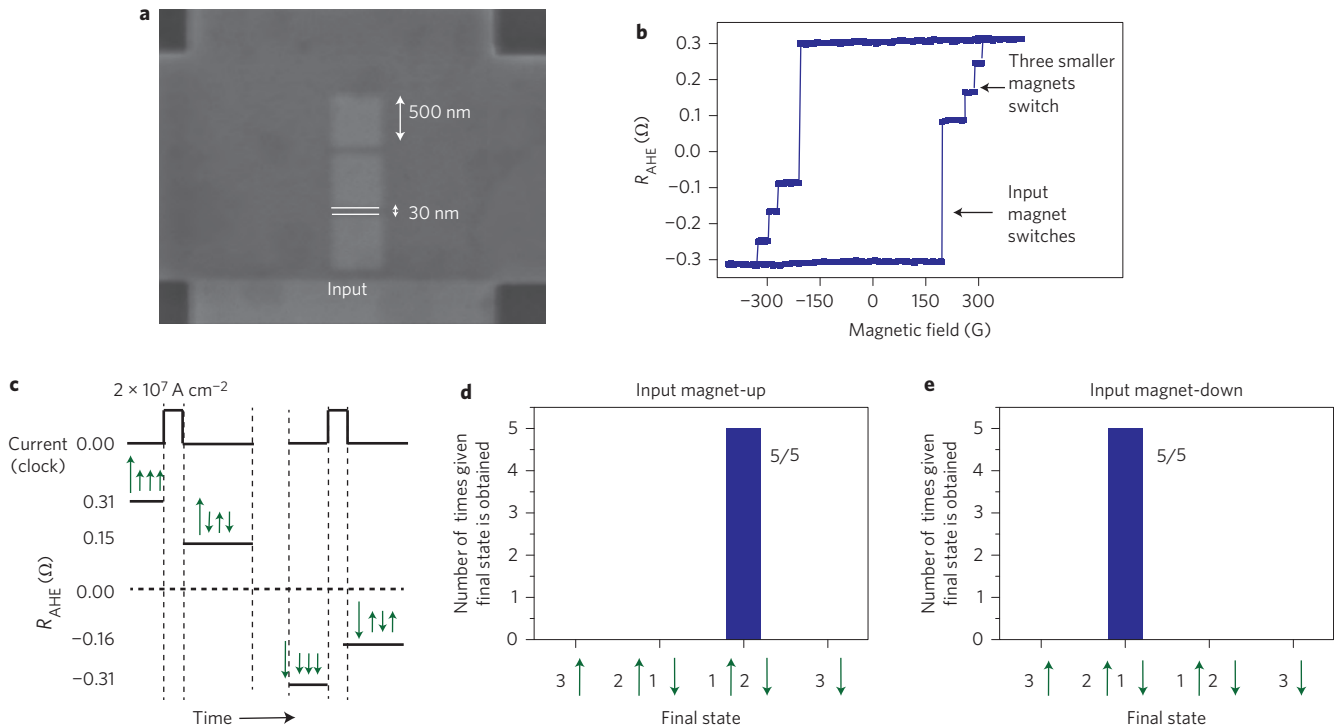 a
500 nm
30 nm
Input
b
R_AHE (Ω)
0.3
0.2
0.1
0.0
−0.1
−0.2
−0.3
Three smaller
magnets
switch
Input
magnet
switches
−300 −150 0 150 300
Magnetic field (G)
c
2 × 10⁷ A cm⁻²
Current
(clock)
0.00
0.31
0.15
0.00
−0.16
−0.31
R_AHE (Ω)
Time
d
Input magnet-up
Number of times given
final state is obtained
5
4
3
2
1
0
5/5
3 ↑ 2 ↑ 1 ↓ 1 ↑ 2 ↓ 3 ↓
Final state
e
Input magnet-down
Number of times given
final state is obtained
5
4
3
2
1
0
5/5
3 ↑ 2 ↑ 1 ↓ 1 ↑ 2 ↓ 3 ↓
Final state